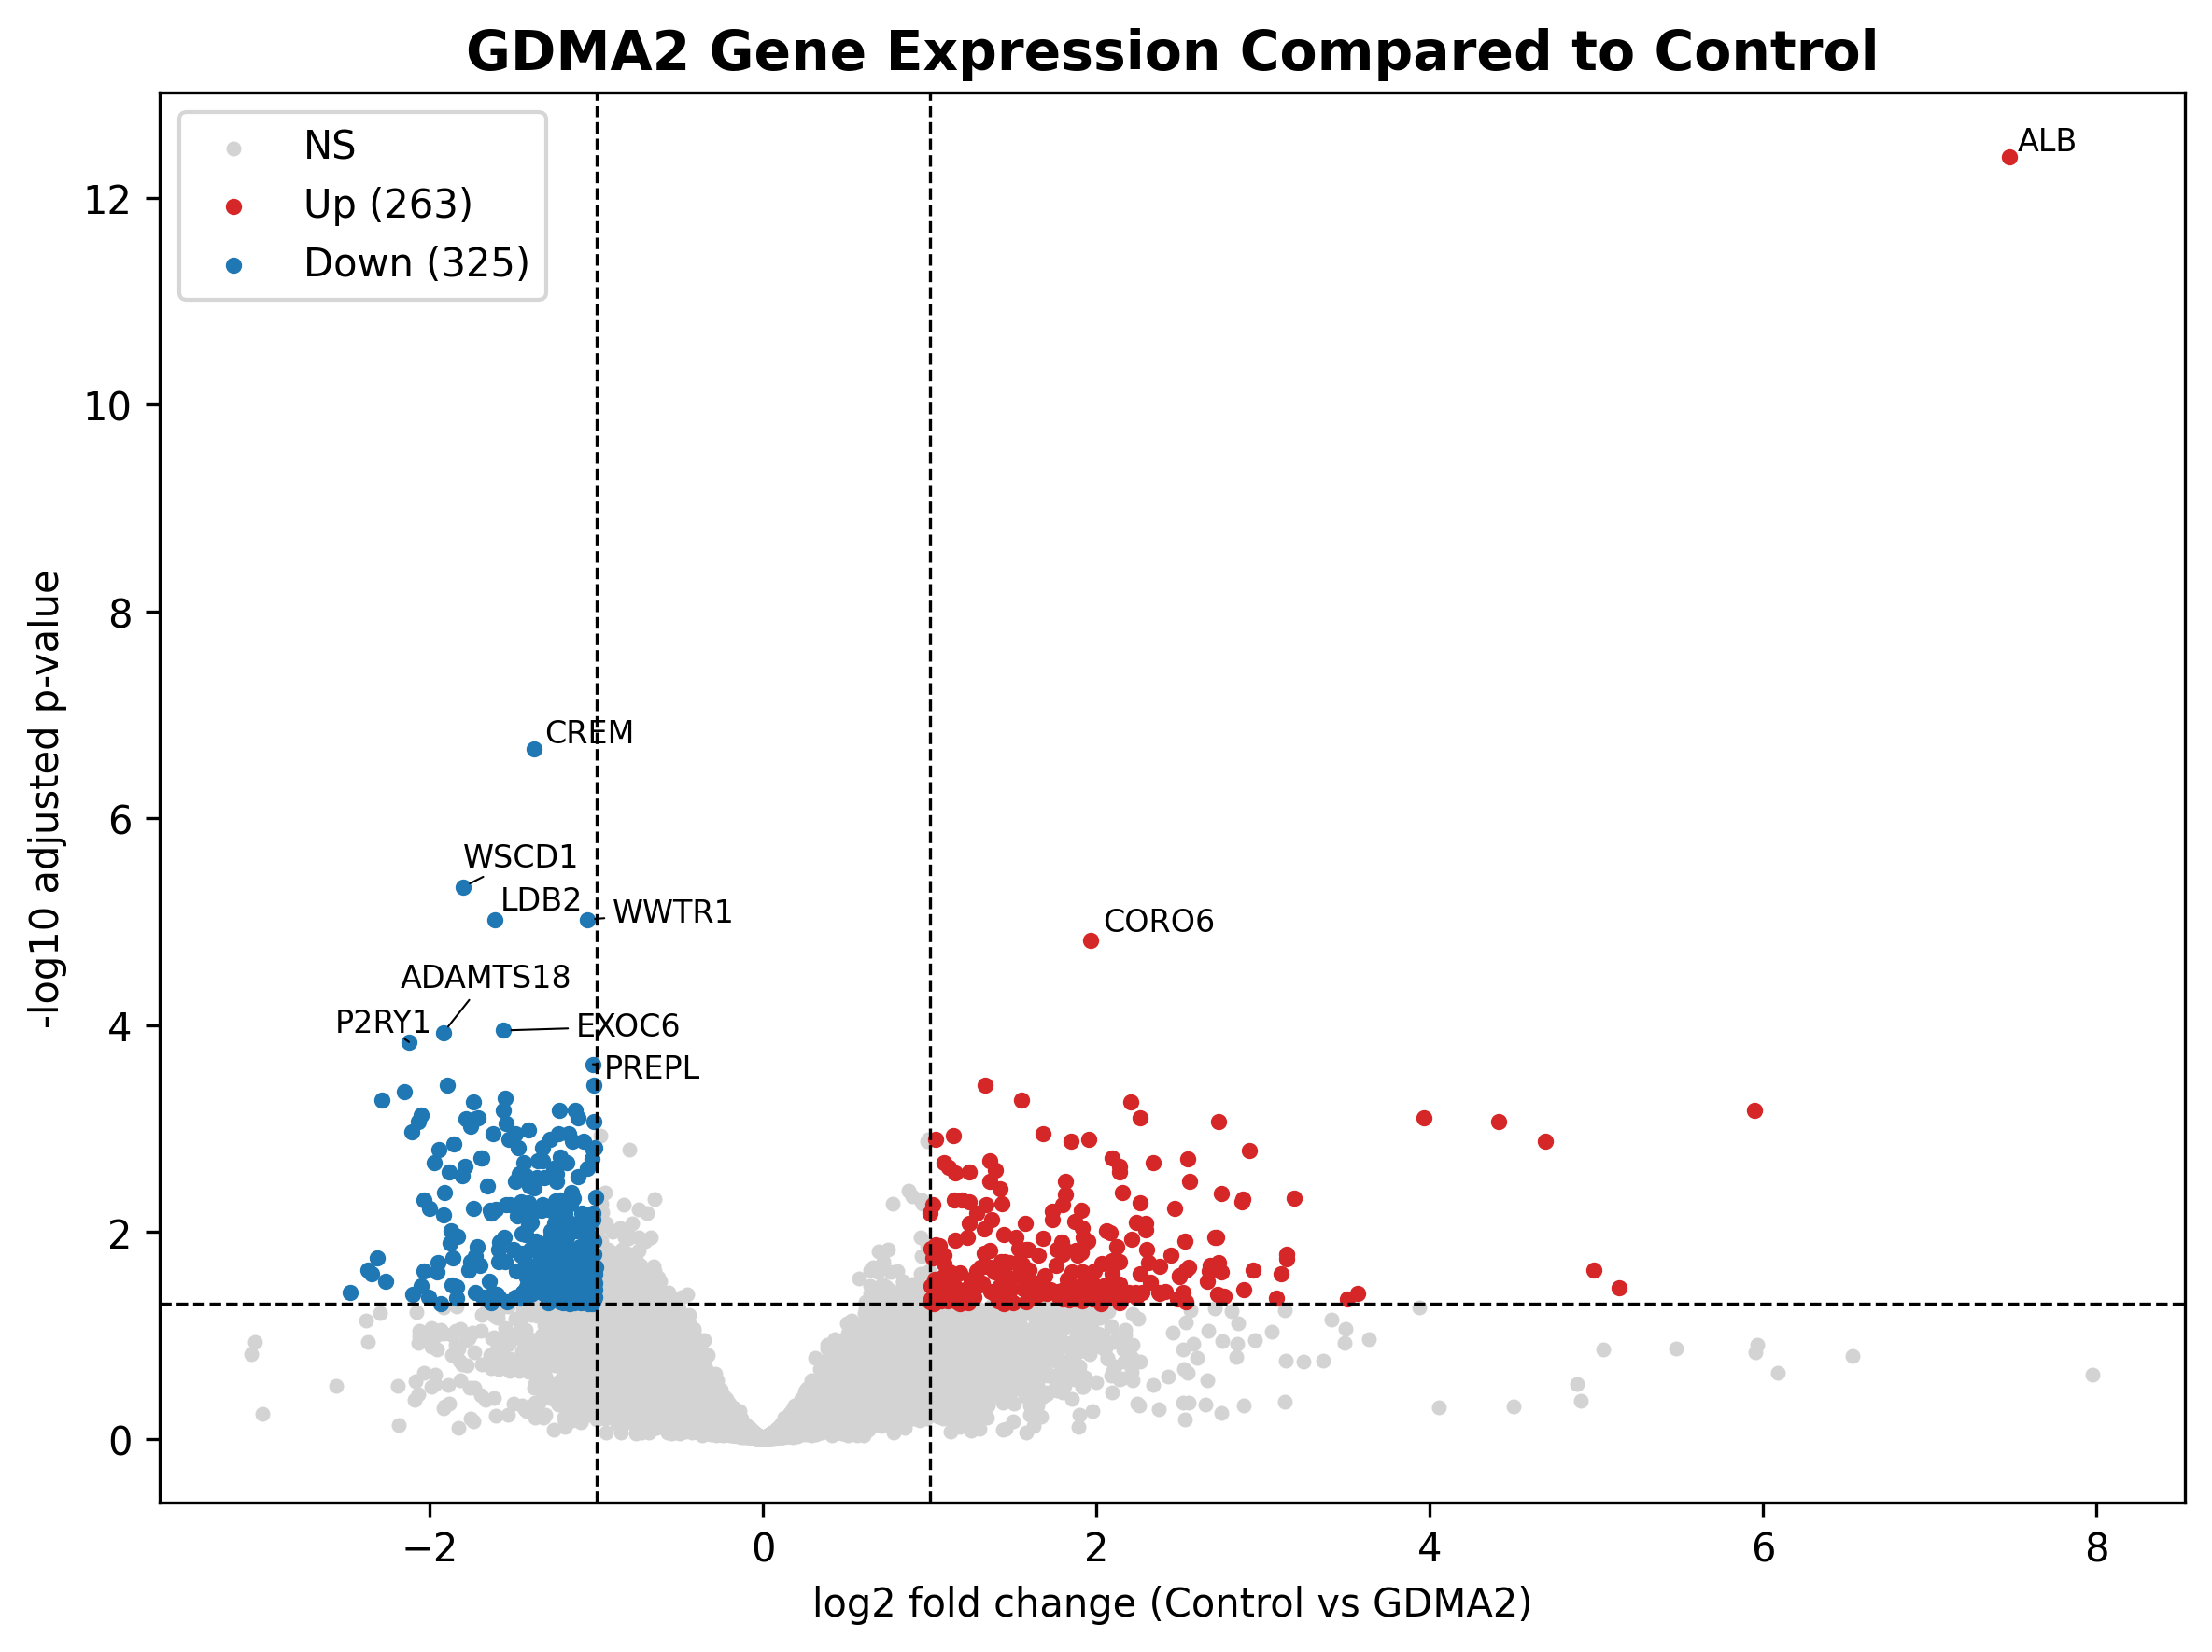 GDMA2 Gene Expression Compared to Control
NS
Up (263)
Down (325)
ALB
CREM
WSCD1
LDB2
WWTR1
CORO6
ADAMTS18
P2RY1
EXOC6
PREPL
-log10 adjusted p-value
12
10
8
6
4
2
0
−2 0 2 4 6 8
log2 fold change (Control vs GDMA2)